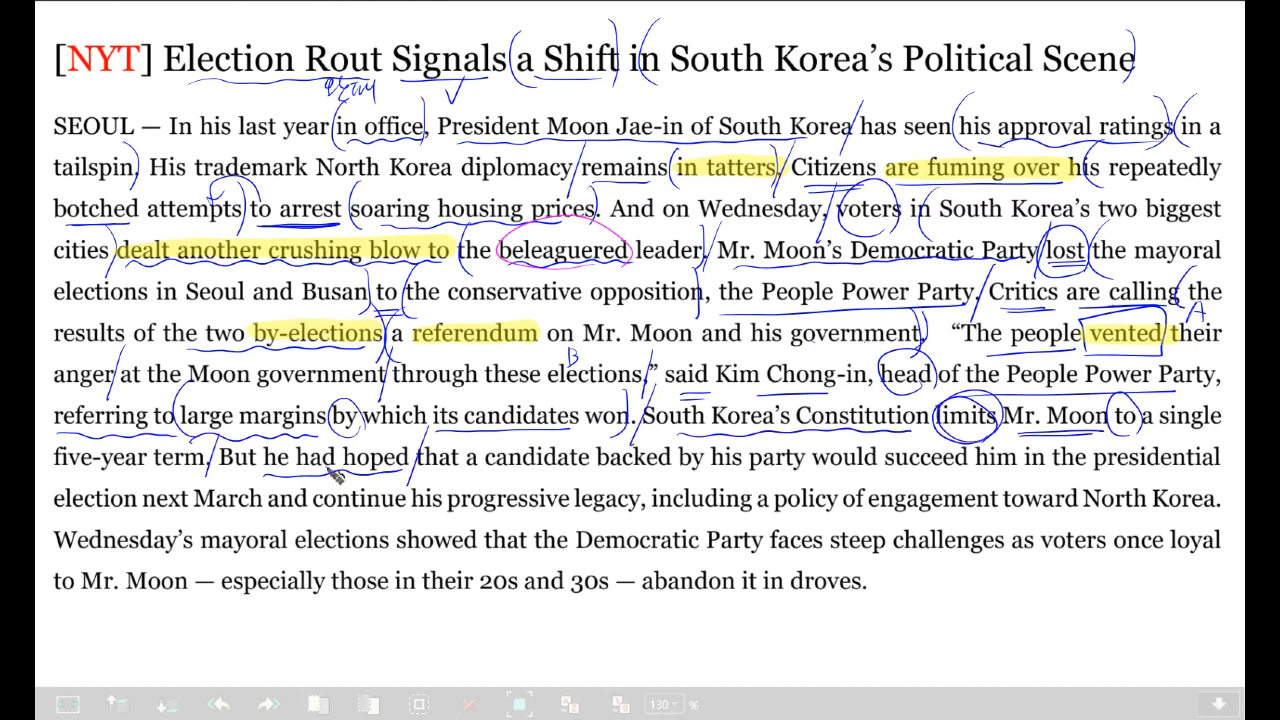 [NYT] Election Rout Signals a Shift in South Korea’s Political Scene
참패
SEOUL — In his last year in office, President Moon Jae-in of South Korea has seen his approval ratings in a
tailspin. His trademark North Korea diplomacy remains in tatters. Citizens are fuming over his repeatedly
botched attempts to arrest soaring housing prices. And on Wednesday, voters in South Korea’s two biggest
cities dealt another crushing blow to the beleaguered leader. Mr. Moon’s Democratic Party lost the mayoral
elections in Seoul and Busan to the conservative opposition, the People Power Party. Critics are calling the
A
results of the two by-elections a referendum on Mr. Moon and his government. “The people vented their
B
anger at the Moon government through these elections,” said Kim Chong-in, head of the People Power Party,
referring to large margins by which its candidates won. South Korea’s Constitution limits Mr. Moon to a single
five-year term. But he had hoped that a candidate backed by his party would succeed him in the presidential
election next March and continue his progressive legacy, including a policy of engagement toward North Korea.
Wednesday’s mayoral elections showed that the Democratic Party faces steep challenges as voters once loyal
to Mr. Moon — especially those in their 20s and 30s — abandon it in droves.
130 %